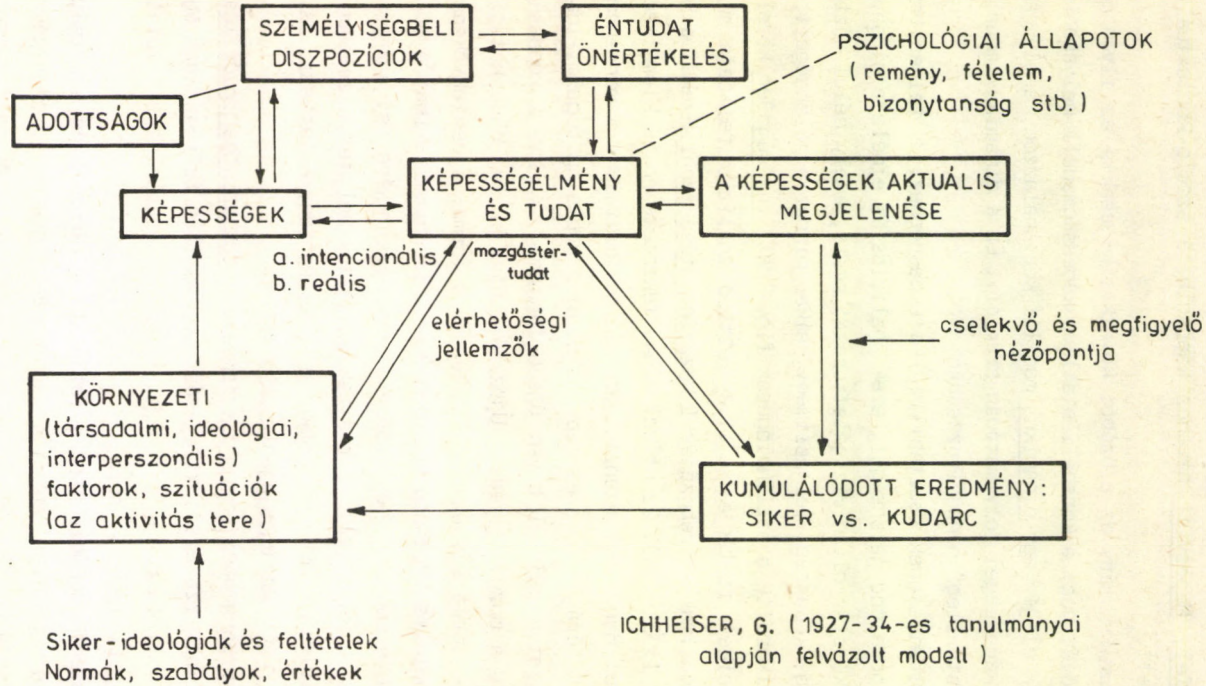 SZEMÉLYISÉGBELI
DISZPOZÍCIÓK
ÉNTUDAT
ÖNÉRTÉKELÉS
PSZICHOLÓGIAI ÁLLAPOTOK
( remény, félelem,
bizonytanság stb. )
ADOTTSÁGOK
KÉPESSÉGEK
KÉPESSÉGÉLMÉNY
ÉS TUDAT
A KÉPESSÉGEK AKTUÁLIS
MEGJELENÉSE
a. intencionális
b. reális
mozgástér-
tudat
elérhetőségi
jellemzők
cselekvő és megfigyelő
nézőpontja
KÖRNYEZETI
(társadalmi, ideológiai,
interperszonális)
faktorok, szituációk
(az aktivitás tere)
KUMULÁLÓDOTT EREDMÉNY:
SIKER vs. KUDARC
Siker-ideológiák és feltételek
Normák, szabályok, értékek
ICHHEISER, G. ( 1927-34-es tanulmányai
alapján felvázolt modell )